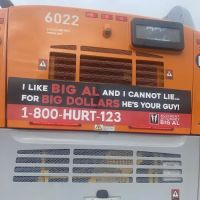 6022
I LIKE BIG AL AND I CANNOT LIE...
FOR BIG DOLLARS HE'S YOUR GUY!
1-800-HURT-123
BIG AL